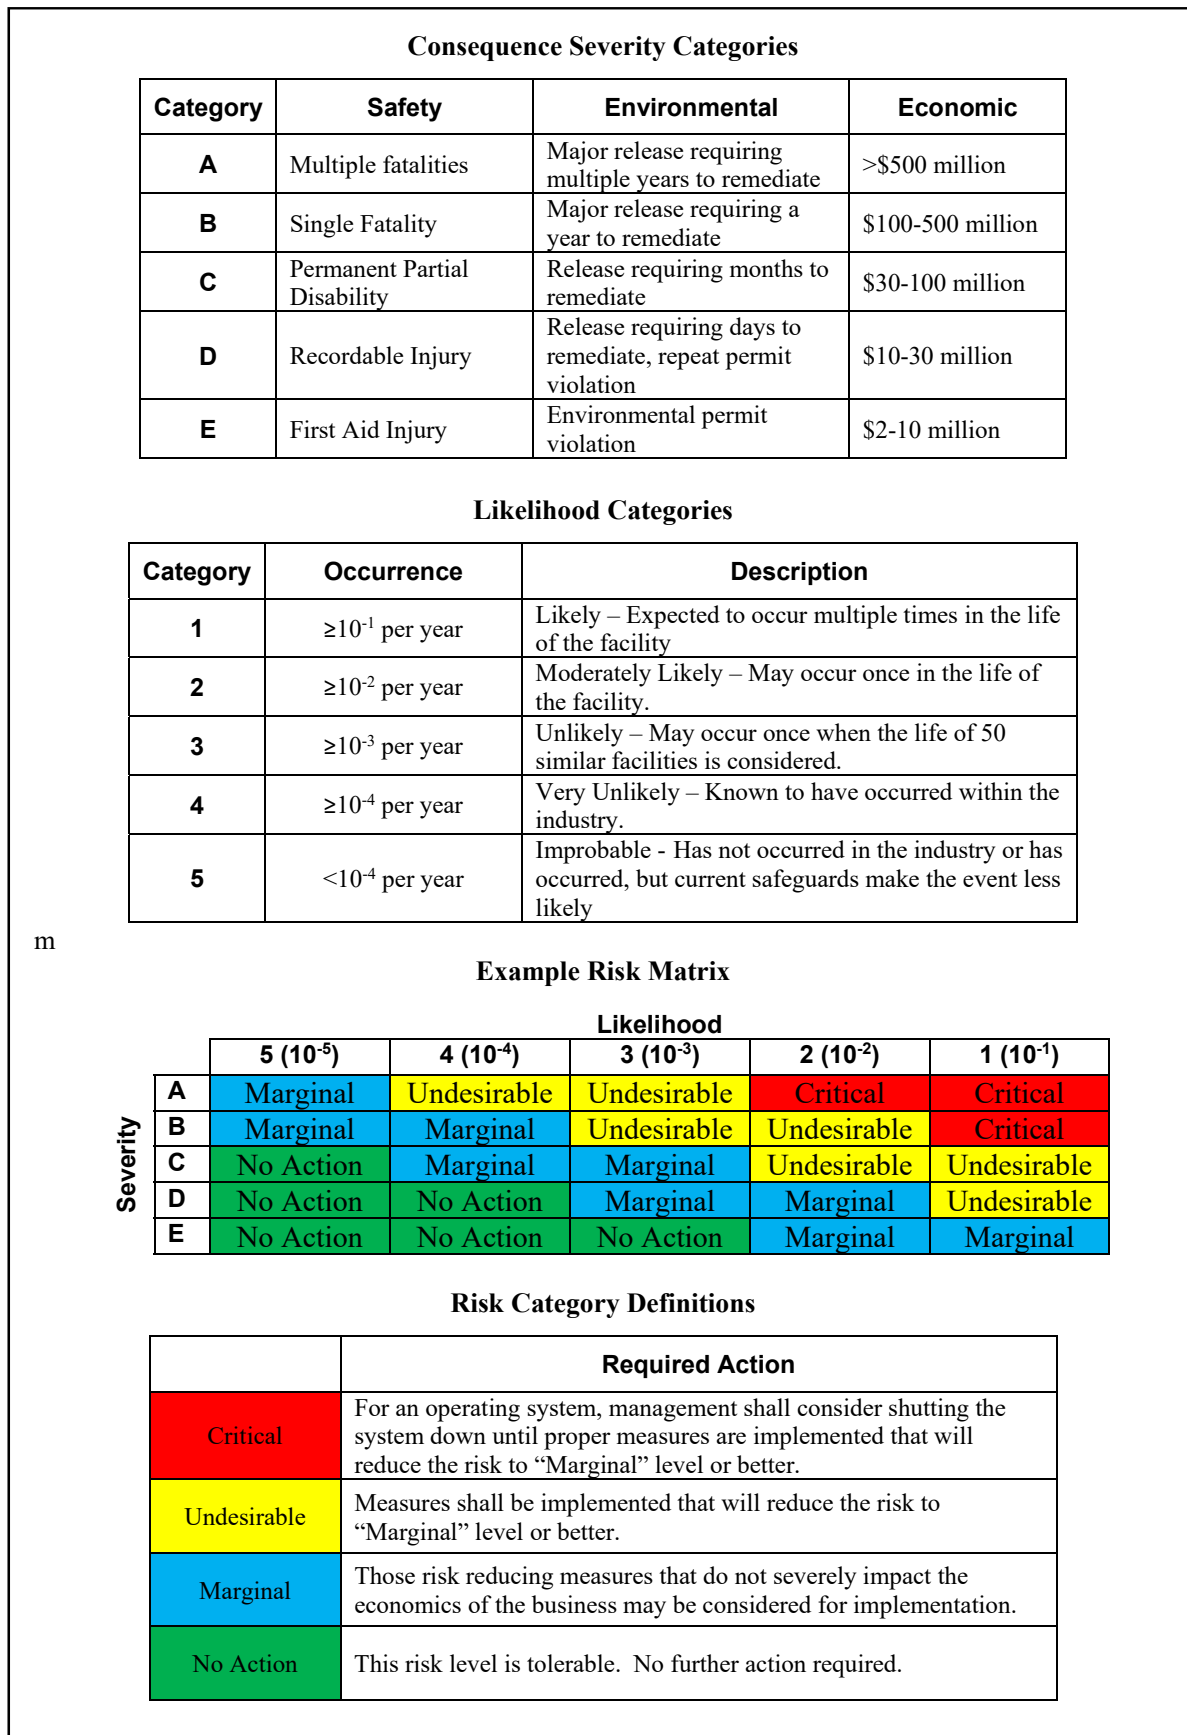 Consequence Severity Categories
Category Safety Environmental Economic
A Multiple fatalities Major release requiring multiple years to remediate >$500 million
B Single Fatality Major release requiring a year to remediate $100-500 million
C Permanent Partial Disability Release requiring months to remediate $30-100 million
D Recordable Injury Release requiring days to remediate, repeat permit violation $10-30 million
E First Aid Injury Environmental permit violation $2-10 million
Likelihood Categories
Category Occurrence Description
1 ≥10⁻¹ per year Likely – Expected to occur multiple times in the life of the facility
2 ≥10⁻² per year Moderately Likely – May occur once in the life of the facility.
3 ≥10⁻³ per year Unlikely – May occur once when the life of 50 similar facilities is considered.
4 ≥10⁻⁴ per year Very Unlikely – Known to have occurred within the industry.
5 <10⁻⁴ per year Improbable - Has not occurred in the industry or has occurred, but current safeguards make the event less likely
m
Example Risk Matrix
Likelihood
5 (10⁻⁵) 4 (10⁻⁴) 3 (10⁻³) 2 (10⁻²) 1 (10⁻¹)
Severity
A Marginal Undesirable Undesirable Critical Critical
B Marginal Marginal Undesirable Undesirable Critical
C No Action Marginal Marginal Undesirable Undesirable
D No Action No Action Marginal Marginal Undesirable
E No Action No Action No Action Marginal Marginal
Risk Category Definitions
Required Action
Critical For an operating system, management shall consider shutting the system down until proper measures are implemented that will reduce the risk to “Marginal” level or better.
Undesirable Measures shall be implemented that will reduce the risk to “Marginal” level or better.
Marginal Those risk reducing measures that do not severely impact the economics of the business may be considered for implementation.
No Action This risk level is tolerable. No further action required.